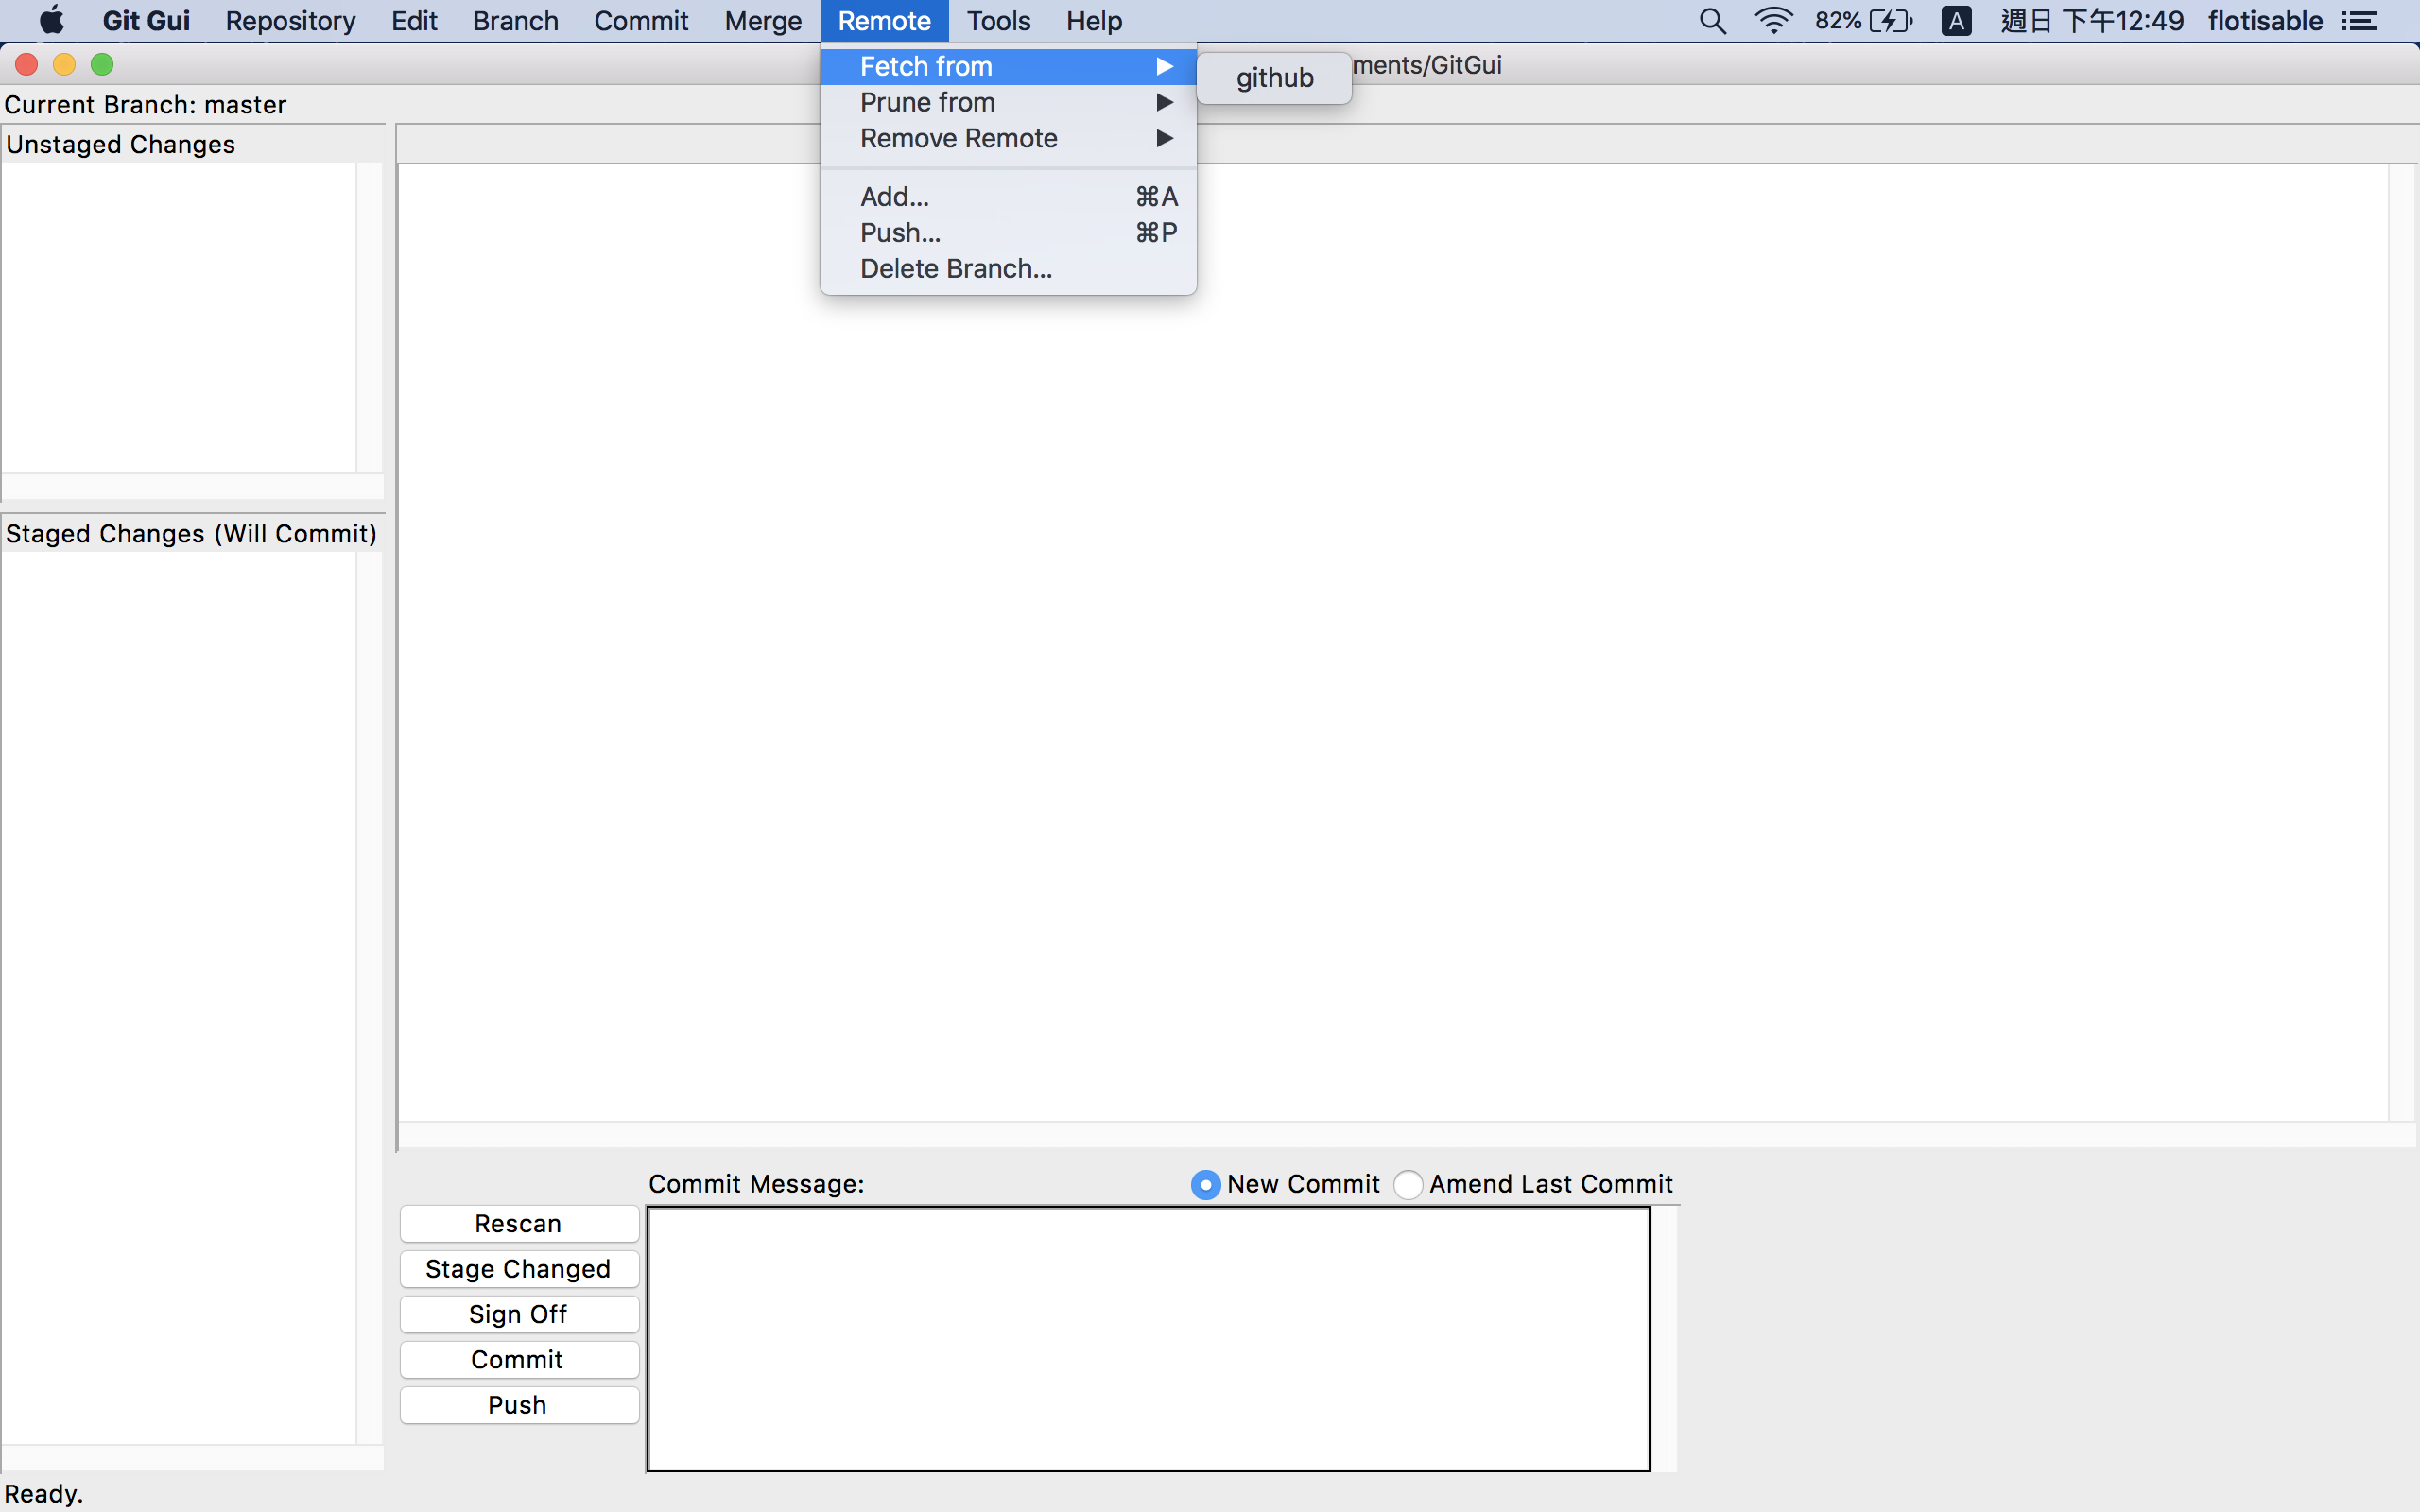 Git Gui Repository Edit Branch Commit Merge Remote Tools Help 82% A 週日 下午12:49 flotisable
ments/GitGui
Fetch from
github
Prune from
Remove Remote
Add... ⌘A
Push... ⌘P
Delete Branch...
Current Branch: master
Unstaged Changes
Staged Changes (Will Commit)
Commit Message: New Commit Amend Last Commit
Rescan
Stage Changed
Sign Off
Commit
Push
Ready.